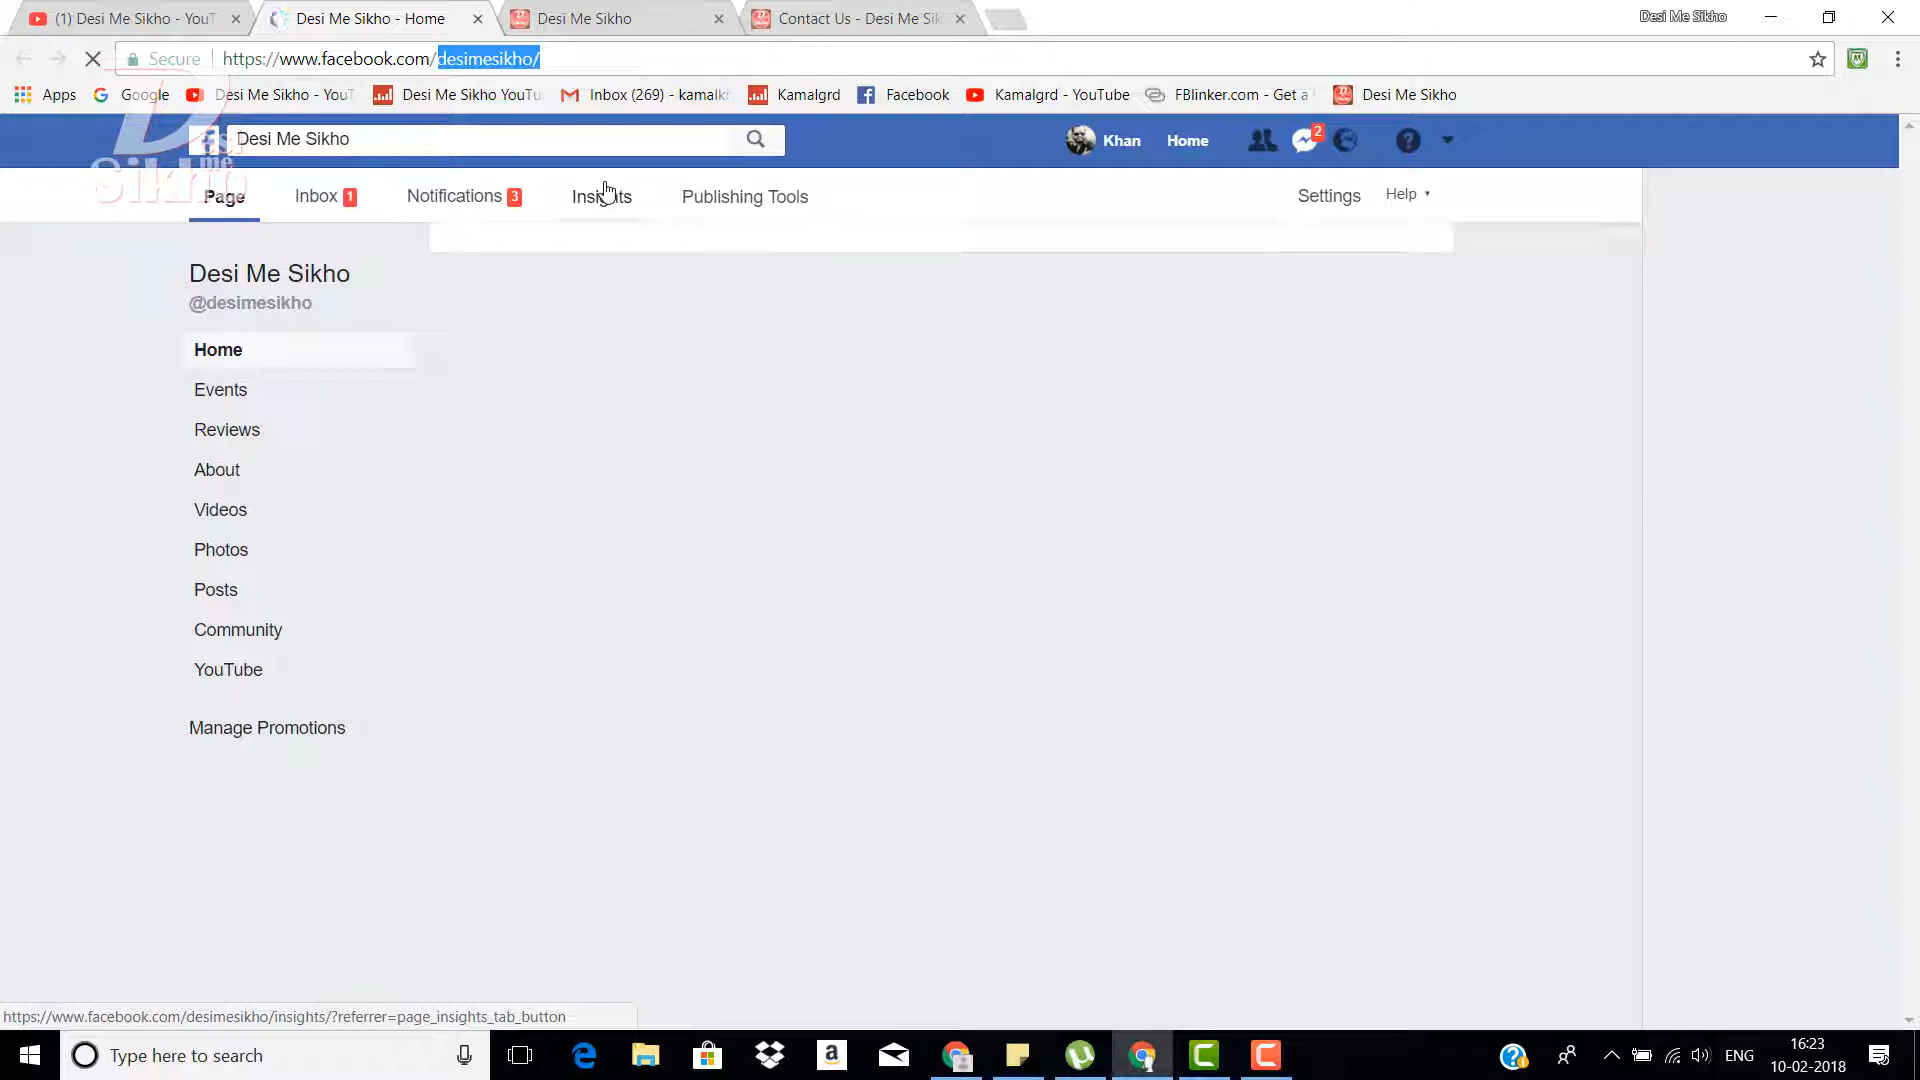 (1) Desi Me Sikho - YouT
Desi Me Sikho - Home
Desi Me Sikho
Contact Us - Desi Me Sik
Desi Me Sikho
Secure
https://www.facebook.com/desimesikho/
Apps
Google
Desi Me Sikho - YouT
Desi Me Sikho YouTu
Inbox (269) - kamalk
Kamalgrd
Facebook
Kamalgrd - YouTube
FBlinker.com - Get a
Desi Me Sikho
Desi Me Sikho
Khan
Home
2
me
Sikho
Page
Inbox 1
Notifications 3
Insights
Publishing Tools
Settings
Help
Desi Me Sikho
@desimesikho
Home
Events
Reviews
About
Videos
Photos
Posts
Community
YouTube
Manage Promotions
https://www.facebook.com/desimesikho/insights/?referrer=page_insights_tab_button
Type here to search
ENG
16:23
10-02-2018